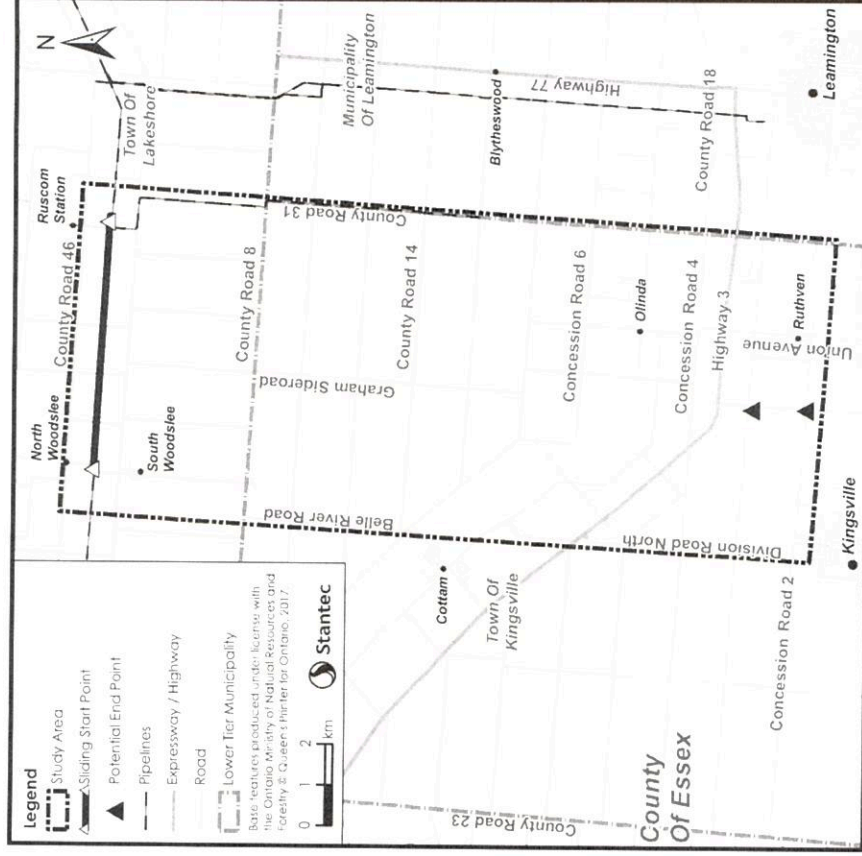 Legend
Study Area
Sliding Start Point
Potential End Point
Pipelines
Expressway / Highway
Road
Lower Tier Municipality
Base features produced under license with
the Ontario Ministry of Natural Resources and
Forestry © Queen's Printer for Ontario, 2017.
0 1 2
km
Stantec
N
Ruscom
Station
Town Of
Lakeshore
North
Woodslee
County Road 46
South
Woodslee
County Road 8
Municipality
Of Leamington
County Road 31
Graham Sideroad
Belle River Road
County Road 14
Blytheswood
Highway 77
Cottam
Town Of
Kingsville
Concession Road 6
Olinda
Concession Road 4
County Road 18
Highway 3
Division Road North
Union Avenue
Ruthven
Leamington
Kingsville
Concession Road 2
County
Of Essex
County Road 23